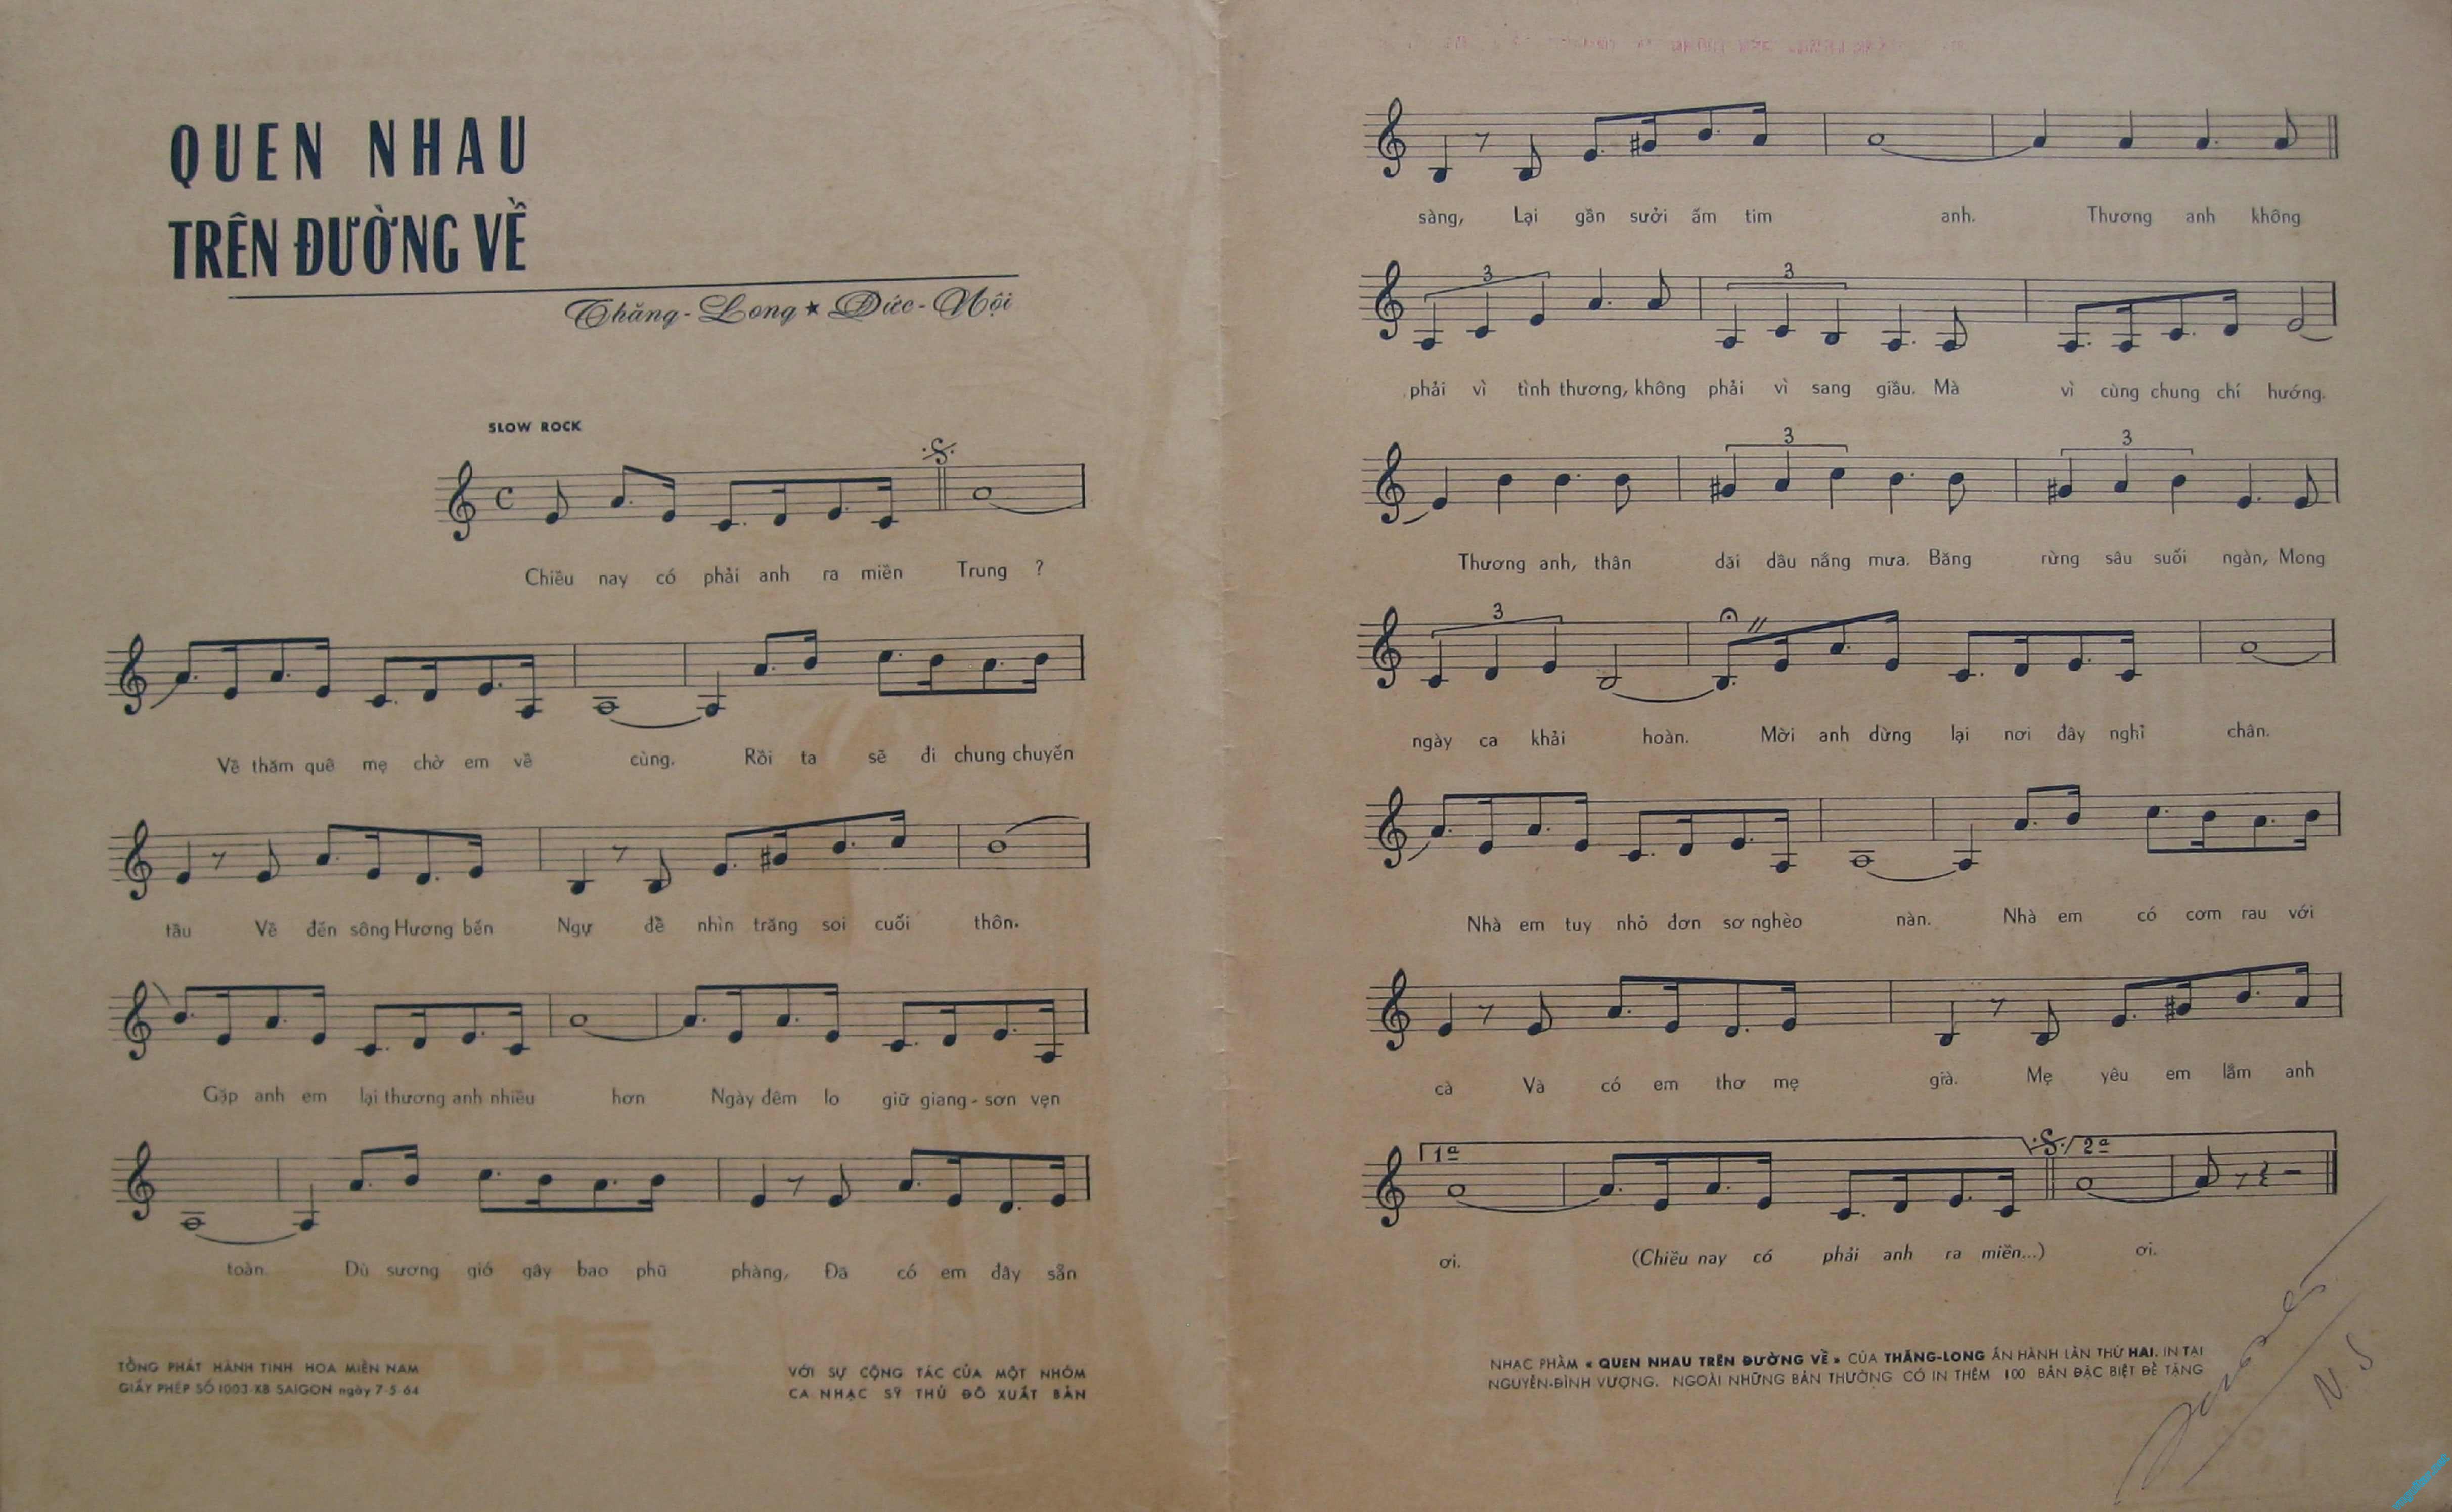 QUEN NHAU
TRÊN ĐƯỜNG VỀ
Thăng-Long ★ Đức-Nội
SLOW ROCK
Chiều nay có phải anh ra miền Trung ?
Về thăm quê mẹ chờ em về cùng. Rồi ta sẽ đi chung chuyến
tầu Về đến sông Hương bến Ngự để nhìn trăng soi cuối thôn.
Gặp anh em lại thương anh nhiều hơn Ngày đêm lo giữ giang - sơn vẹn
toàn. Dù sương gió gây bao phũ phàng, Đã có em đây sẵn
TỔNG PHÁT HÀNH TINH HOA MIỀN NAM
GIẤY PHÉP SỐ 1003-XB SAIGON ngày 7-5-64
VỚI SỰ CỘNG TÁC CỦA MỘT NHÓM
CA NHẠC SỸ THỦ ĐÔ XUẤT BẢN
sàng, Lại gần sưởi ấm tim anh. Thương anh không
3 3
phải vì tình thương, không phải vì sang giầu. Mà vì cùng chung chí hướng.
3 3
Thương anh, thân dãi dầu nắng mưa. Băng rừng sâu suối ngàn, Mong
3
ngày ca khải hoàn. Mời anh dừng lại nơi đây nghỉ chân.
Nhà em tuy nhỏ đơn sơ nghèo nàn. Nhà em có cơm rau với
cà Và có em thơ mẹ già. Mẹ yêu em lắm anh
1ª 2ª
ơi. (Chiều nay có phải anh ra miền...) ơi.
NHẠC PHẨM « QUEN NHAU TRÊN ĐƯỜNG VỀ » CỦA THĂNG-LONG ẤN HÀNH LẦN THỨ HAI. IN TẠI
NGUYỄN-ĐÌNH VƯỢNG. NGOÀI NHỮNG BẢN THƯỜNG CÓ IN THÊM 100 BẢN ĐẶC BIỆT ĐỂ TẶNG